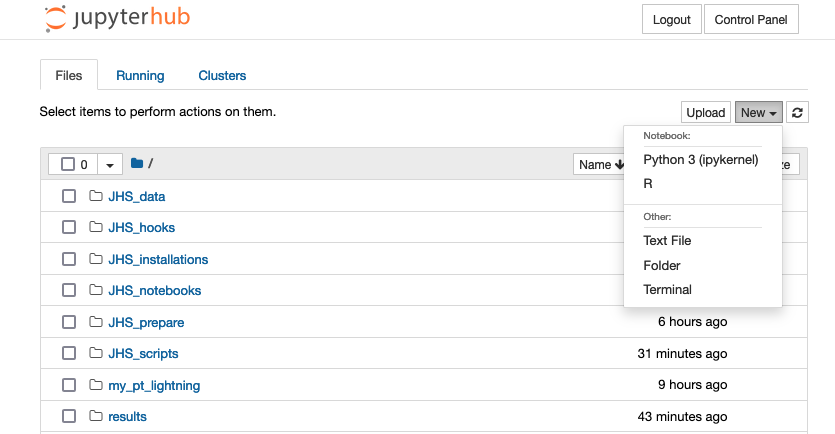 jupyterhub
Logout Control Panel
Files Running Clusters
Select items to perform actions on them.
Upload New
Notebook:
Python 3 (ipykernel)
R
Other:
Text File
Folder
Terminal
0 / Name
JHS_data
JHS_hooks
JHS_installations
JHS_notebooks
JHS_prepare 6 hours ago
JHS_scripts 31 minutes ago
my_pt_lightning 9 hours ago
results 43 minutes ago